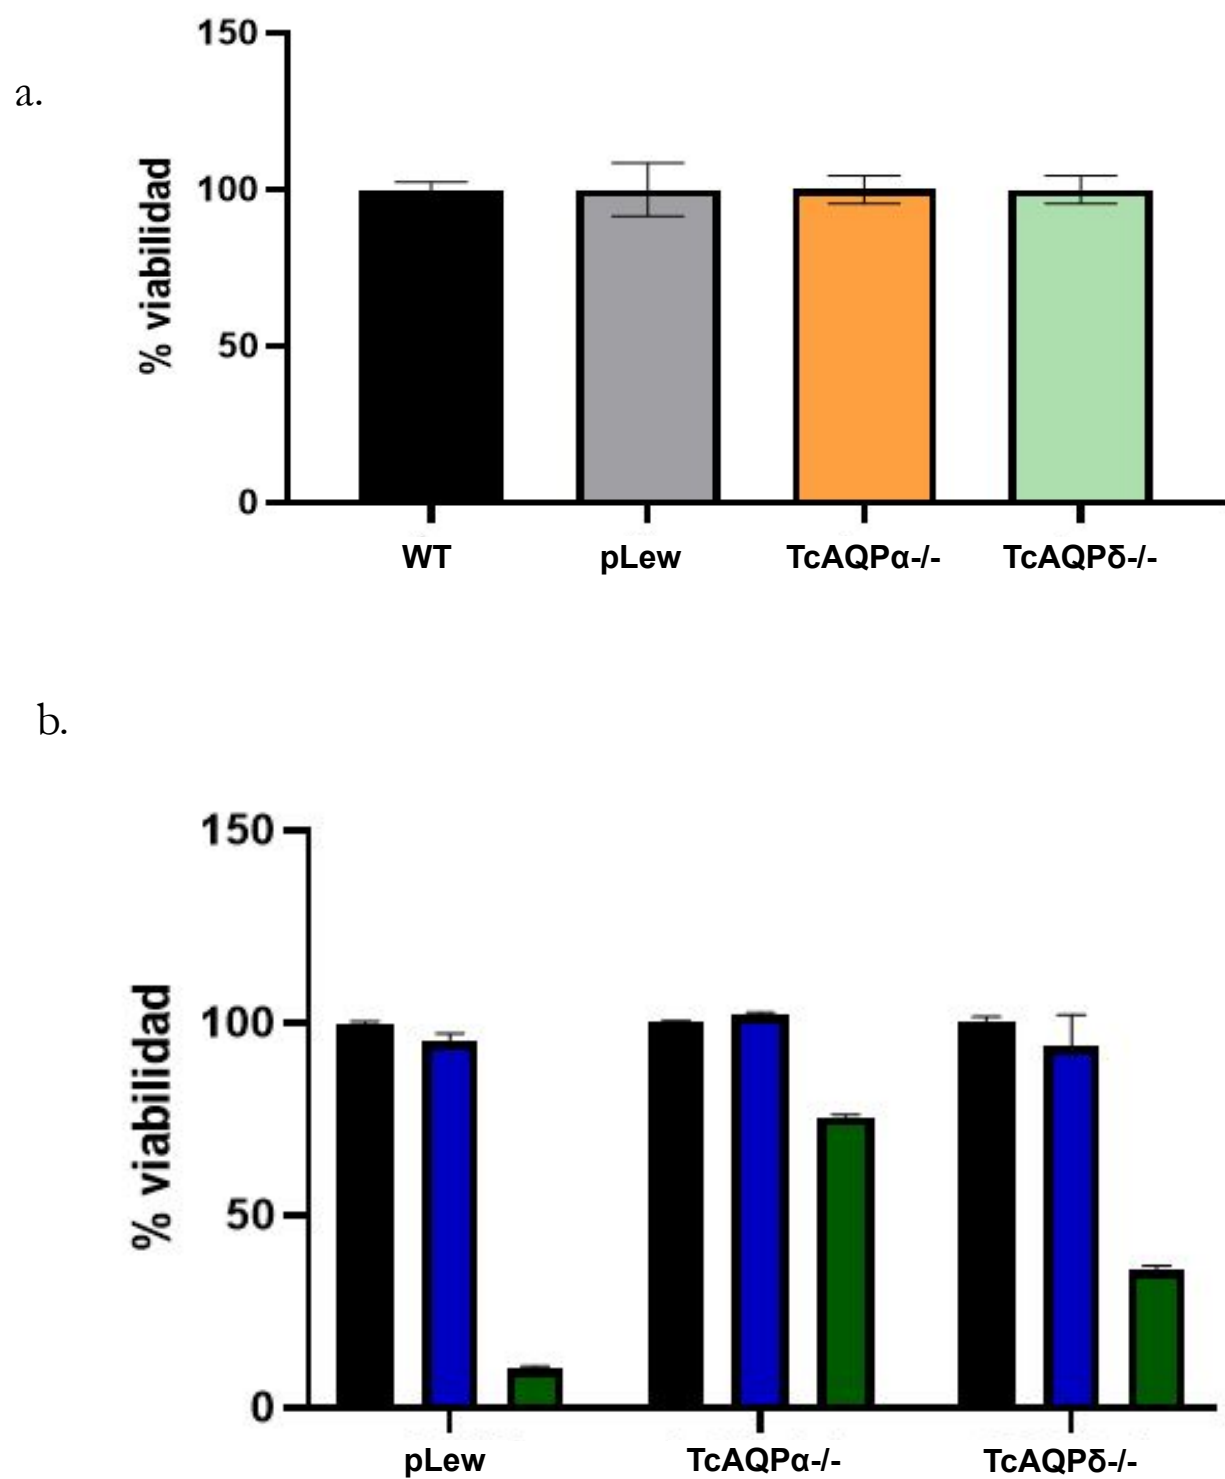 a.
% viabilidad
150
100
50
0
WT pLew TcAQPα-/- TcAQPδ-/-
b.
% viabilidad
150
100
50
0
pLew TcAQPα-/- TcAQPδ-/-